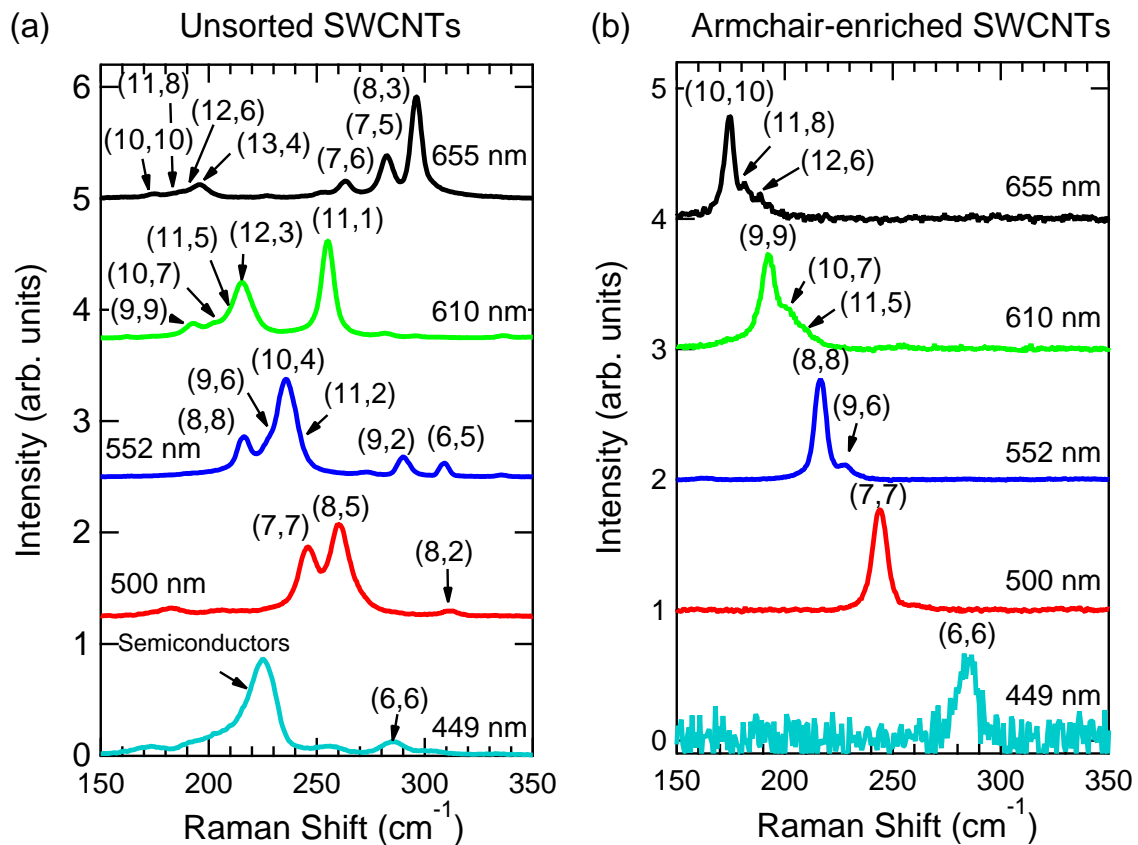 (a) Unsorted SWCNTs
6
5
4
3
2
1
0
Intensity (arb. units)
(11,8)
(12,6)
(10,10)
(13,4)
(8,3)
(7,5)
(7,6)
655 nm
(11,1)
(11,5)
(12,3)
(10,7)
(9,9)
610 nm
(10,4)
(9,6)
(11,2)
(8,8)
(9,2)
(6,5)
552 nm
(8,5)
(7,7)
(8,2)
500 nm
Semiconductors
(6,6)
449 nm
150 200 250 300 350
Raman Shift (cm⁻¹)
(b) Armchair-enriched SWCNTs
5
4
3
2
1
0
Intensity (arb. units)
(10,10)
(11,8)
(12,6)
655 nm
(9,9)
(10,7)
(11,5)
610 nm
(8,8)
(9,6)
552 nm
(7,7)
500 nm
(6,6)
449 nm
150 200 250 300 350
Raman Shift (cm⁻¹)